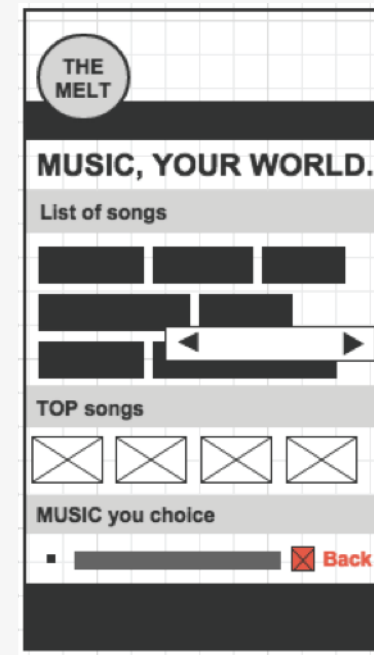 THE
MELT
MUSIC, YOUR WORLD.
List of songs
TOP songs
MUSIC you choice
Back